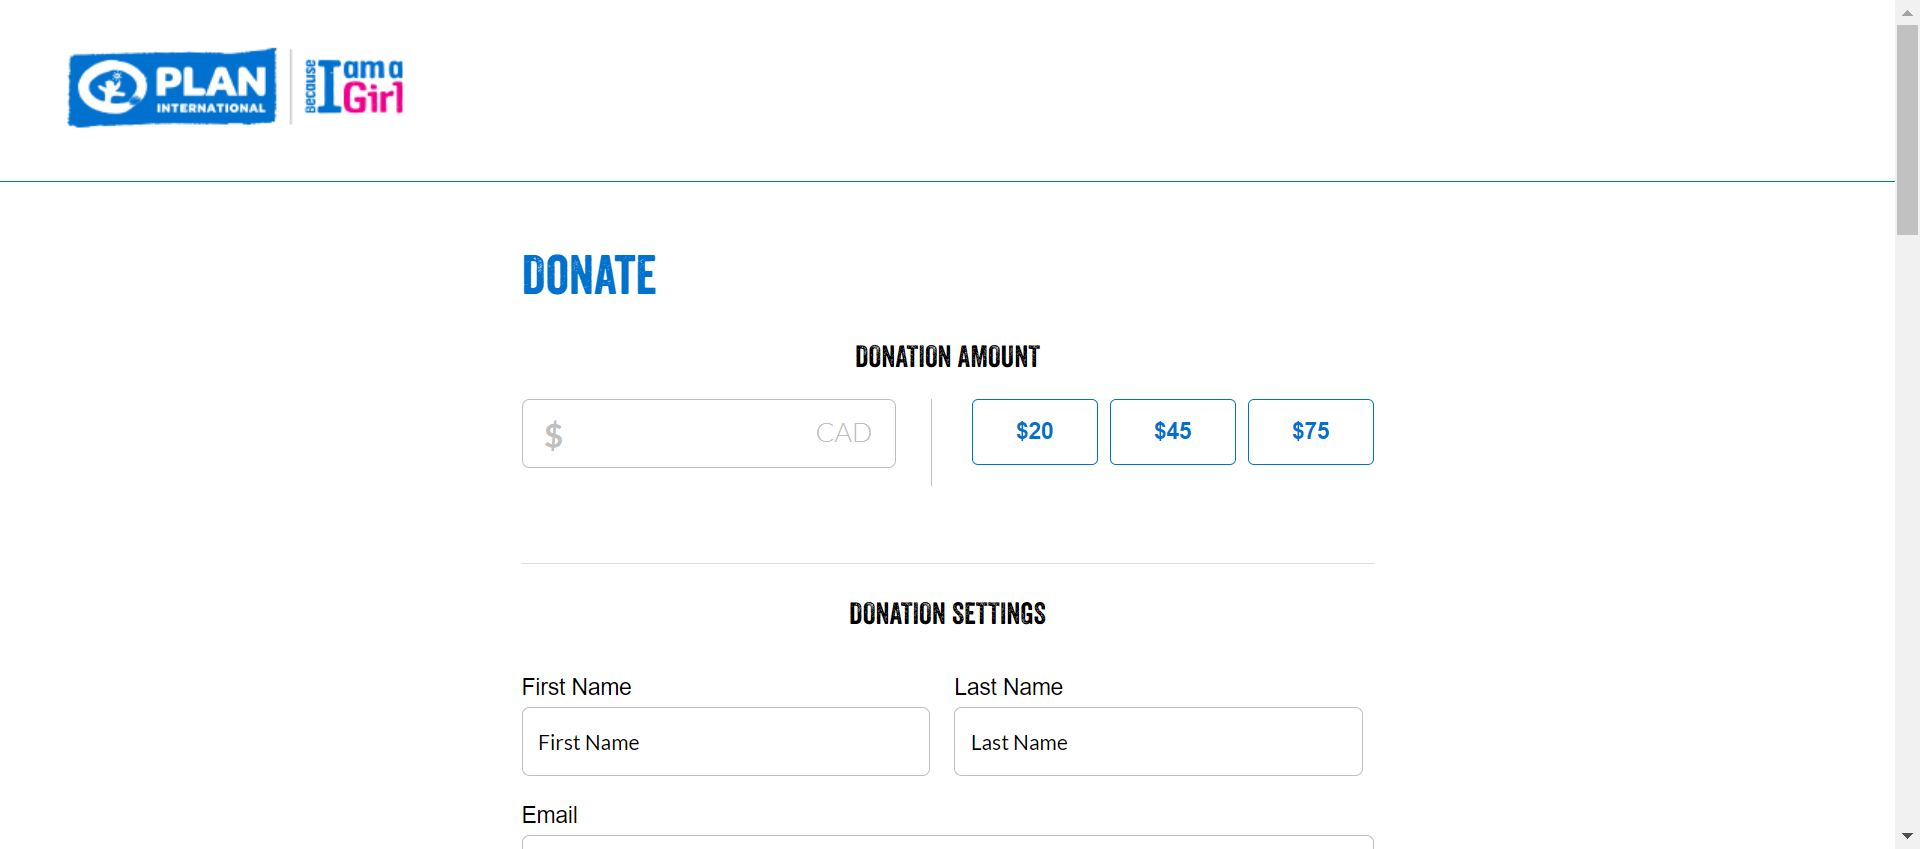 PLAN
INTERNATIONAL
Because
I am a
Girl
DONATE
DONATION AMOUNT
$ CAD
$20 $45 $75
DONATION SETTINGS
First Name Last Name
First Name Last Name
Email